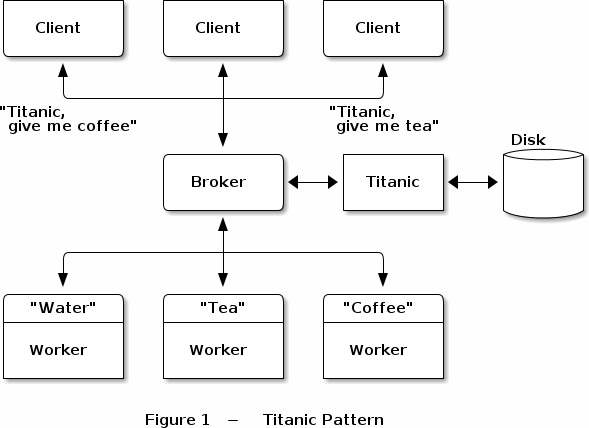 Client
Client
Client
"Titanic,
give me coffee"
"Titanic,
give me tea"
Disk
Broker
Titanic
"Water"
"Tea"
"Coffee"
Worker
Worker
Worker
Figure 1 – Titanic Pattern